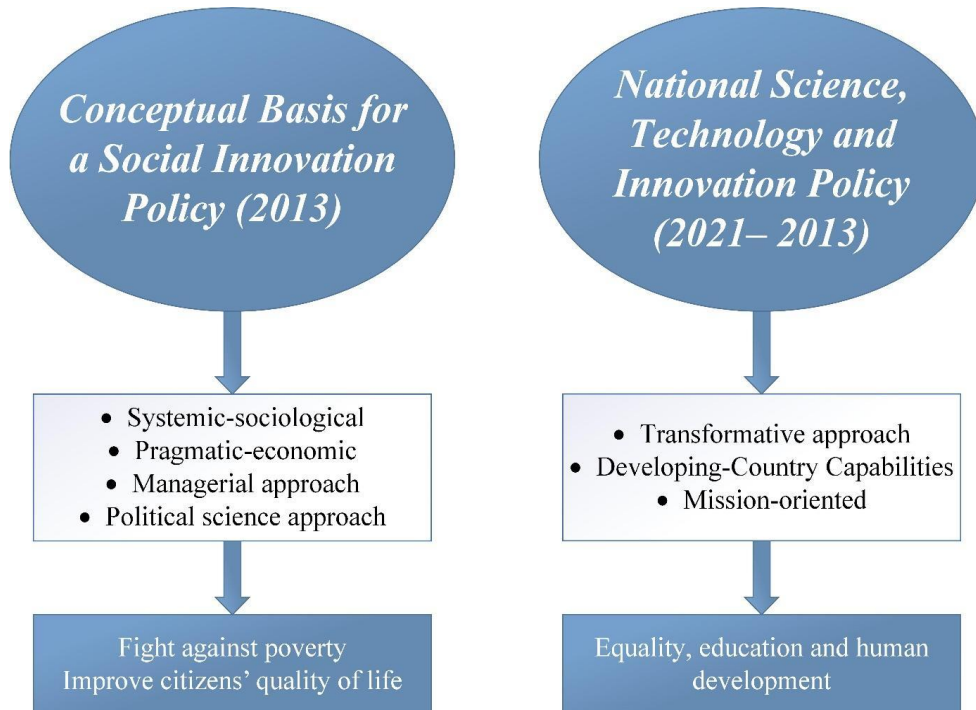 Conceptual Basis for
a Social Innovation
Policy (2013)
• Systemic-sociological
• Pragmatic-economic
• Managerial approach
• Political science approach
Fight against poverty
Improve citizens’ quality of life
National Science,
Technology and
Innovation Policy
(2021– 2013)
• Transformative approach
• Developing-Country Capabilities
• Mission-oriented
Equality, education and human
development